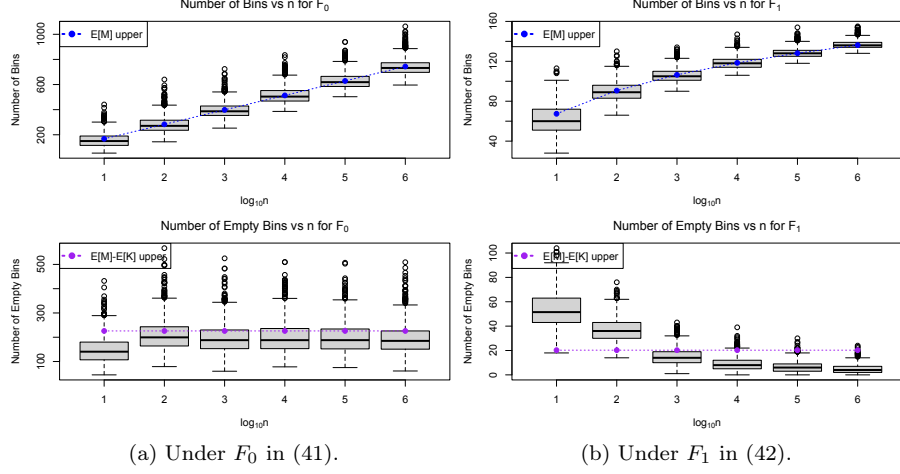 Number of Bins vs n for F₀
E[M] upper
Number of Bins
200
600
1000
1 2 3 4 5 6
log₁₀n
Number of Empty Bins vs n for F₀
E[M]-E[K] upper
Number of Empty Bins
100
300
500
1 2 3 4 5 6
log₁₀n
(a) Under F₀ in (41).
Number of Bins vs n for F₁
E[M] upper
Number of Bins
40
80
120
160
1 2 3 4 5 6
log₁₀n
Number of Empty Bins vs n for F₁
E[M]-E[K] upper
Number of Empty Bins
0
20
40
60
80
100
1 2 3 4 5 6
log₁₀n
(b) Under F₁ in (42).